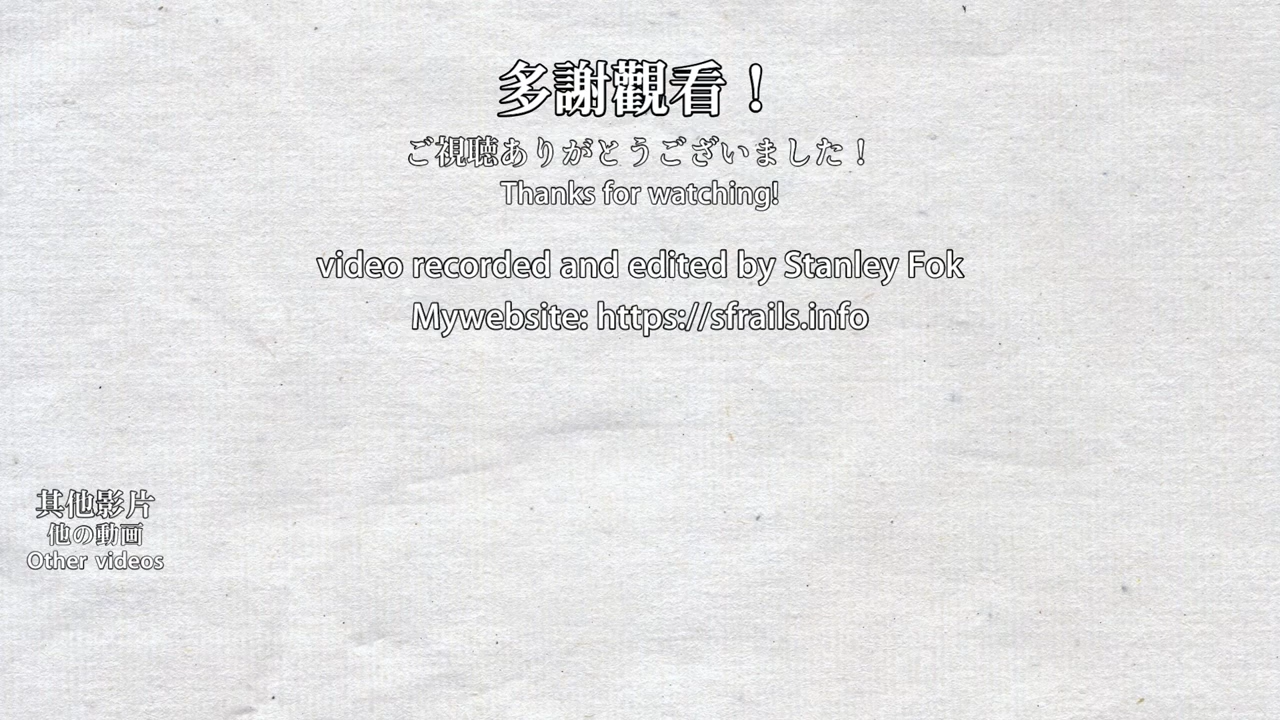 多謝觀看！
ご視聴ありがとうございました！
Thanks for watching!
video recorded and edited by Stanley Fok
Mywebsite: https://sfrails.info
其他影片
他の動画
Other videos